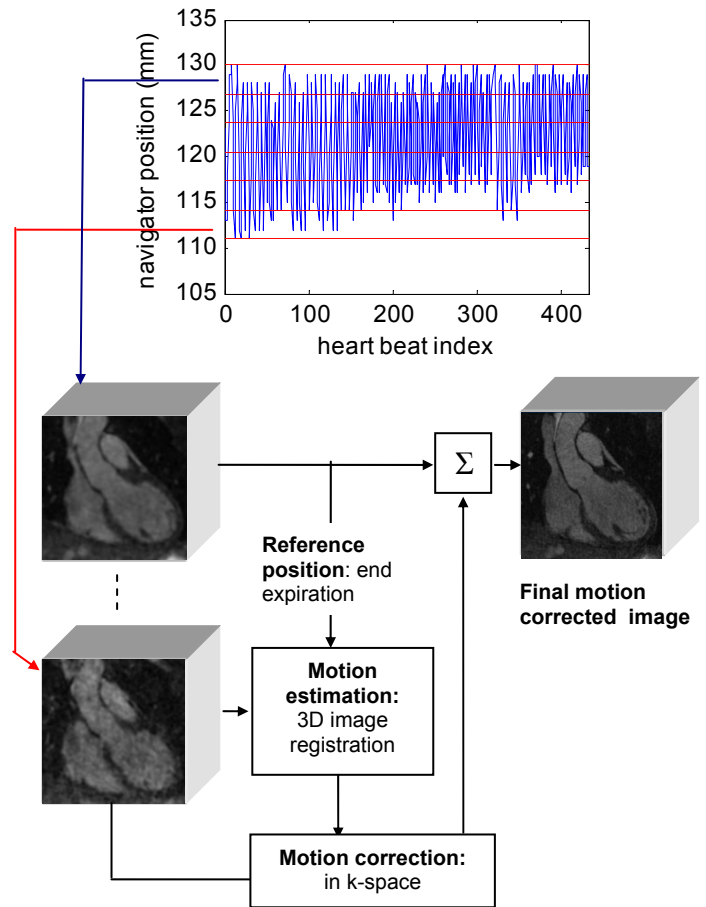 navigator position (mm)
135
130
125
120
115
110
105
0 100 200 300 400
heart beat index
Σ
Reference
position: end
expiration
Final motion
corrected image
Motion
estimation:
3D image
registration
Motion correction:
in k-space